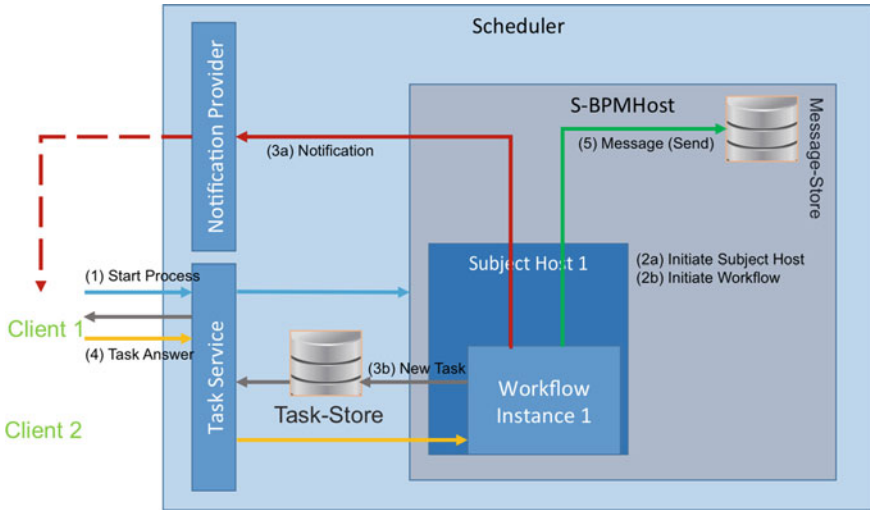 Scheduler
Notification Provider
S-BPMHost
Message-Store
(3a) Notification
(5) Message (Send)
Subject Host 1
(2a) Initiate Subject Host
(2b) Initiate Workflow
(1) Start Process
Client 1
(4) Task Answer
Task Service
(3b) New Task
Task-Store
Workflow
Instance 1
Client 2